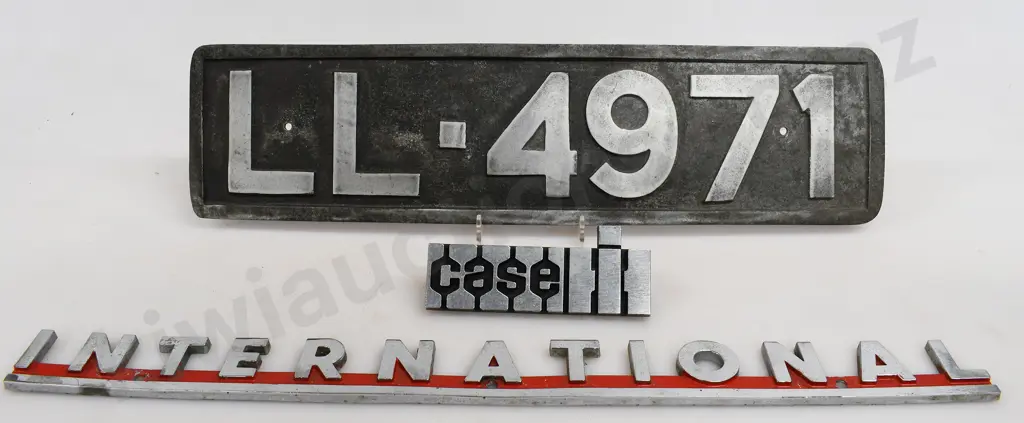 LL·4971
case IH
INTERNATIONAL